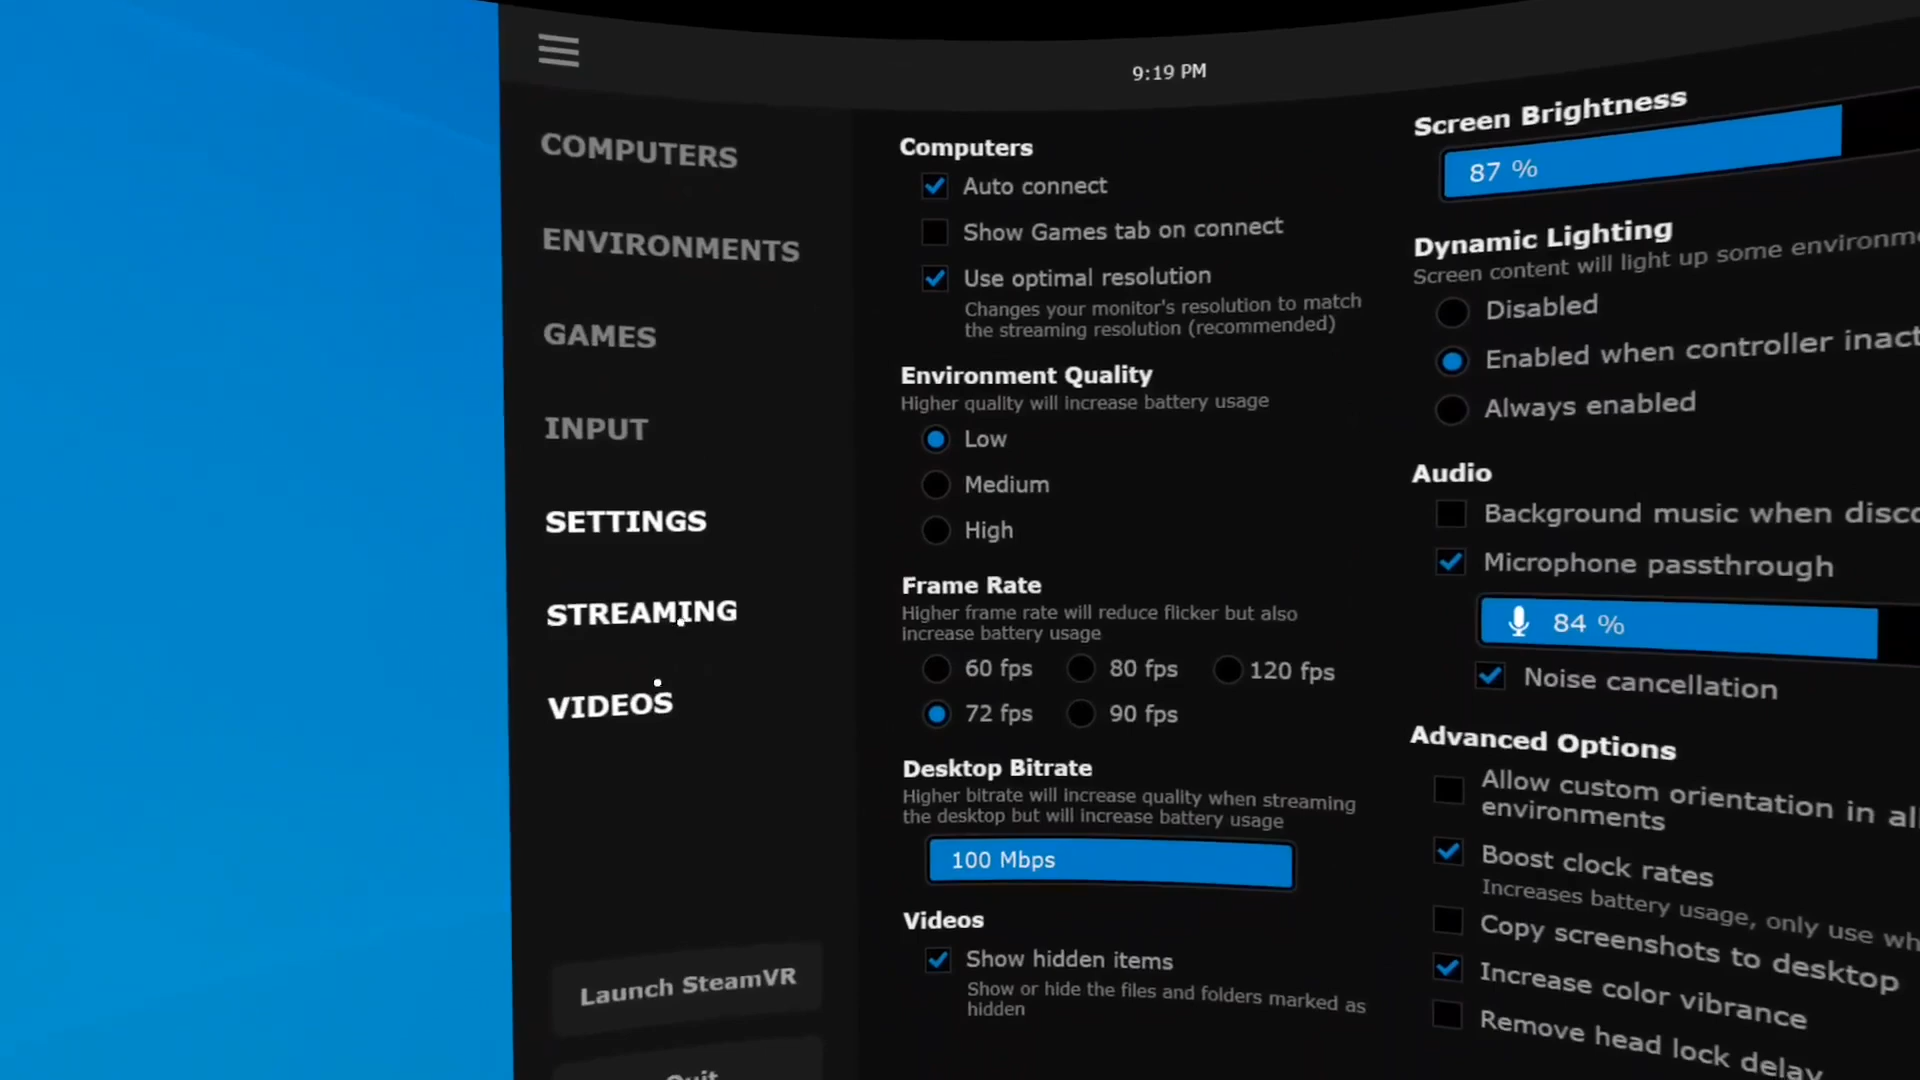 9:19 PM
COMPUTERS
ENVIRONMENTS
GAMES
INPUT
SETTINGS
STREAMING
VIDEOS
Launch SteamVR
Quit
Computers
Auto connect
Show Games tab on connect
Use optimal resolution
Changes your monitor's resolution to match
the streaming resolution (recommended)
Environment Quality
Higher quality will increase battery usage
Low
Medium
High
Frame Rate
Higher frame rate will reduce flicker but also
increase battery usage
60 fps 80 fps 120 fps
72 fps 90 fps
Desktop Bitrate
Higher bitrate will increase quality when streaming
the desktop but will increase battery usage
100 Mbps
Videos
Show hidden items
Show or hide the files and folders marked as
hidden
Screen Brightness
87 %
Dynamic Lighting
Screen content will light up some environm
Disabled
Enabled when controller inact
Always enabled
Audio
Background music when disco
Microphone passthrough
84 %
Noise cancellation
Advanced Options
Allow custom orientation in al
environments
Boost clock rates
Increases battery usage, only use wh
Copy screenshots to desktop
Increase color vibrance
Remove head lock delay